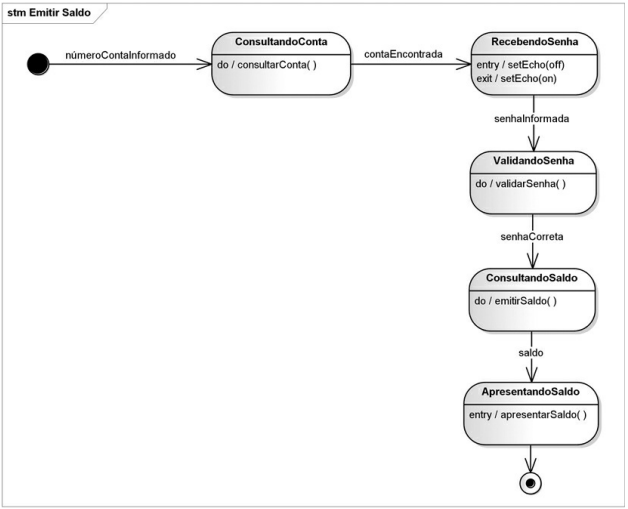 stm Emitir Saldo
númeroContaInformado
ConsultandoConta
do / consultarConta( )
contaEncontrada
RecebendoSenha
entry / setEcho(off)
exit / setEcho(on)
senhaInformada
ValidandoSenha
do / validarSenha( )
senhaCorreta
ConsultandoSaldo
do / emitirSaldo( )
saldo
ApresentandoSaldo
entry / apresentarSaldo( )